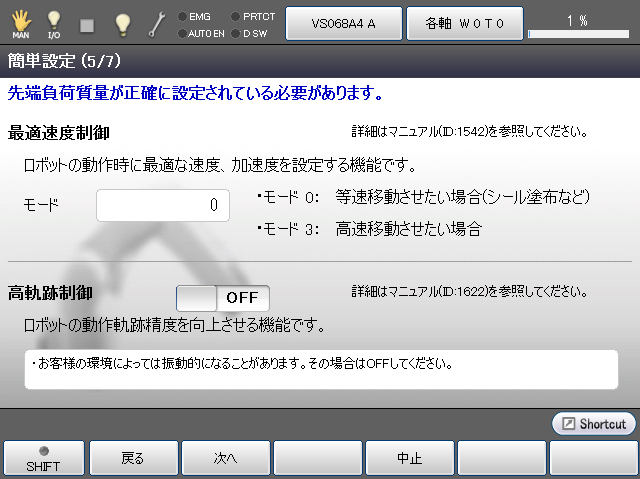 MAN
I/O
EMG
AUTO EN
PRTCT
D SW
VS068A4 A
各軸 W 0 T 0
1 %
簡単設定 (5/7)
先端負荷質量が正確に設定されている必要があります。
最適速度制御
詳細はマニュアル(ID:1542)を参照してください。
ロボットの動作時に最適な速度、加速度を設定する機能です。
モード
0
・モード 0: 等速移動させたい場合(シール塗布など)
・モード 3: 高速移動させたい場合
高軌跡制御
OFF
詳細はマニュアル(ID:1622)を参照してください。
ロボットの動作軌跡精度を向上させる機能です。
・お客様の環境によっては振動的になることがあります。その場合はOFFしてください。
Shortcut
SHIFT
戻る
次へ
中止